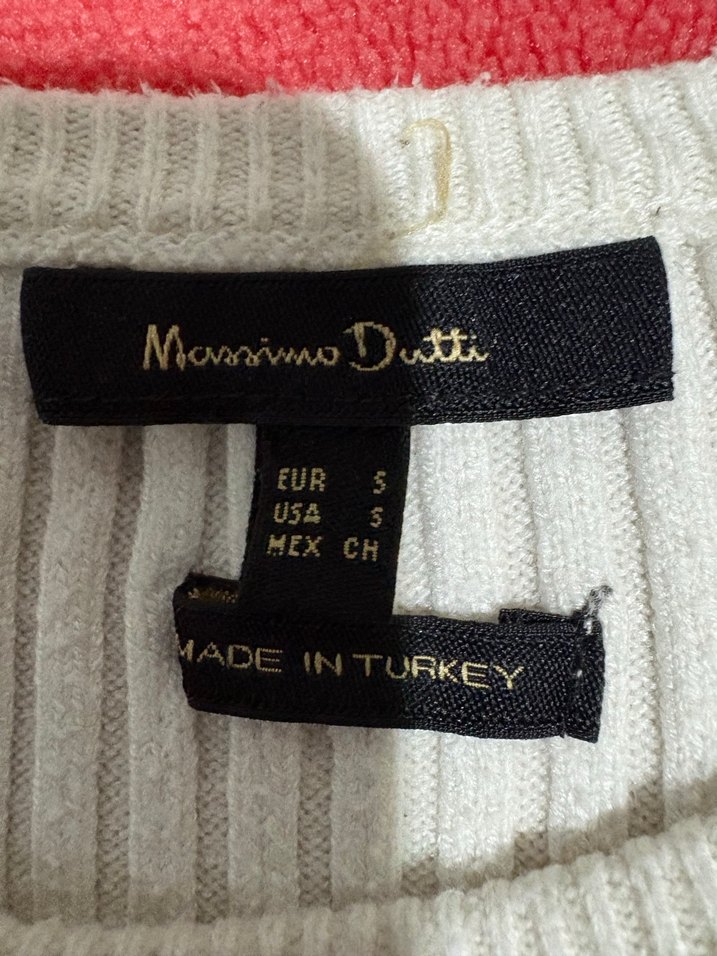 Massimo Dutti
EUR S
USA S
MEX CH
MADE IN TURKEY